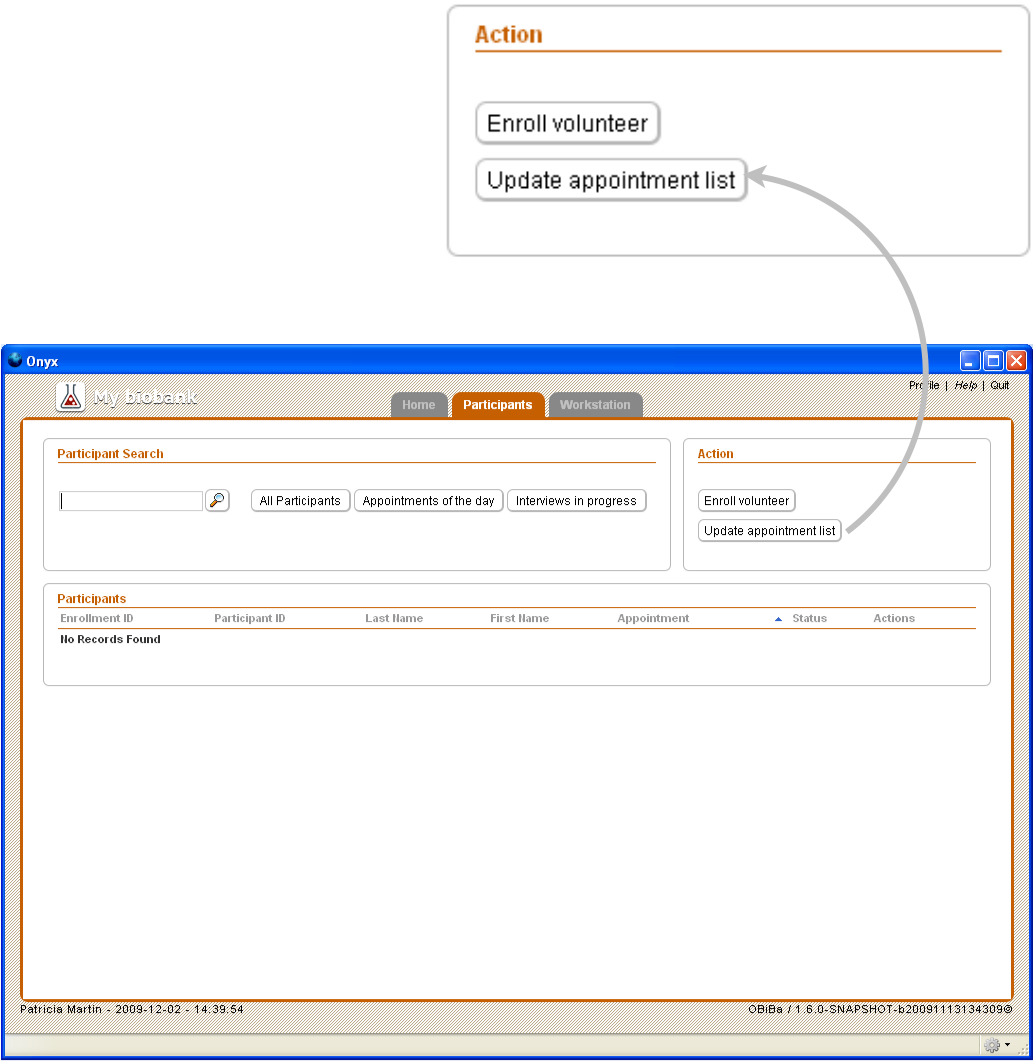 Action
Enroll volunteer
Update appointment list
Onyx
My biobank
Profile | Help | Quit
Home Participants Workstation
Participant Search
All Participants Appointments of the day Interviews in progress
Action
Enroll volunteer
Update appointment list
Participants
Enrollment ID Participant ID Last Name First Name Appointment Status Actions
No Records Found
Patricia Martin - 2009-12-02 - 14:39:54
OBiBa / 1.6.0-SNAPSHOT-b20091113134309©